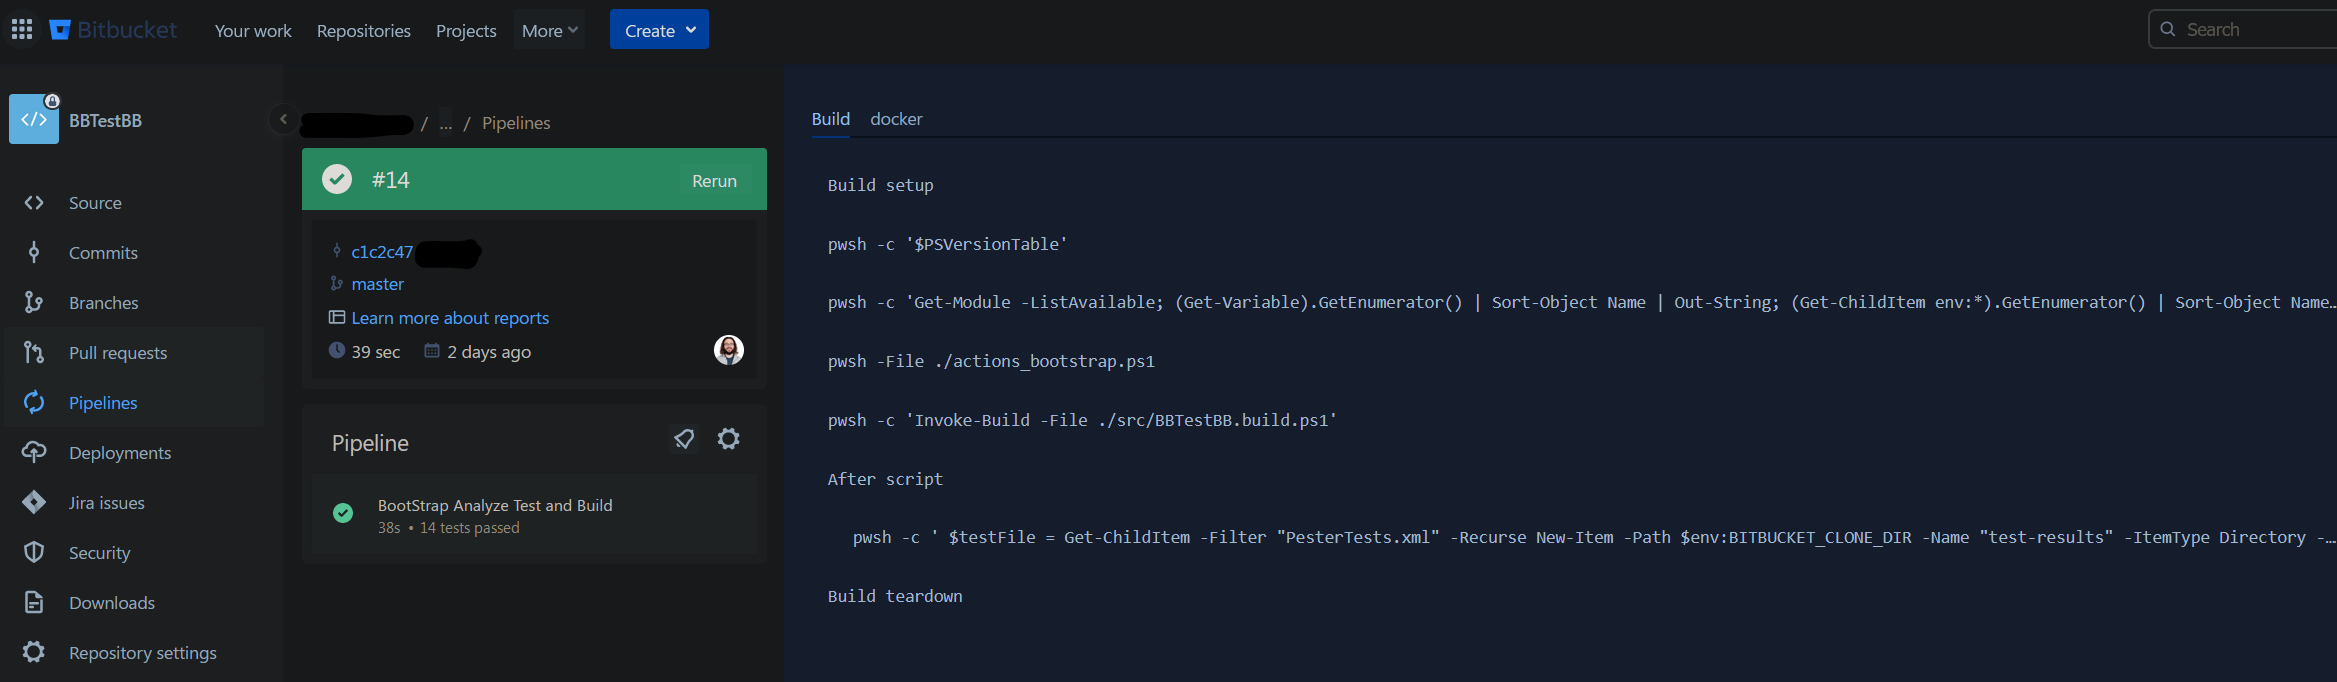 Bitbucket
Your work
Repositories
Projects
More
Create
Search
BBTestBB
Source
Commits
Branches
Pull requests
Pipelines
Deployments
Jira issues
Security
Downloads
Repository settings
/ ... / Pipelines
#14
Rerun
c1c2c47
master
Learn more about reports
39 sec
2 days ago
Pipeline
BootStrap Analyze Test and Build
38s • 14 tests passed
Build
docker
Build setup
pwsh -c '$PSVersionTable'
pwsh -c 'Get-Module -ListAvailable; (Get-Variable).GetEnumerator() | Sort-Object Name | Out-String; (Get-ChildItem env:*).GetEnumerator() | Sort-Object Name…
pwsh -File ./actions_bootstrap.ps1
pwsh -c 'Invoke-Build -File ./src/BBTestBB.build.ps1'
After script
pwsh -c ' $testFile = Get-ChildItem -Filter "PesterTests.xml" -Recurse New-Item -Path $env:BITBUCKET_CLONE_DIR -Name "test-results" -ItemType Directory -…
Build teardown